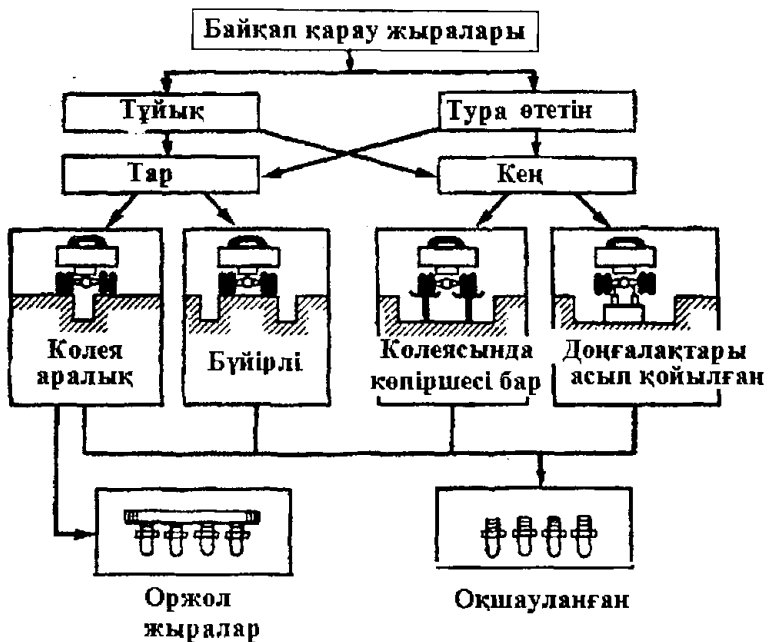 Байқап қарау жыралары
Тұйық
Тура өтетін
Тар
Кең
Колея
аралық
Бүйірлі
Колеясында
көпіршесі бар
Доңғалақтары
асып қойылған
Оржол
жыралар
Оқшауланған